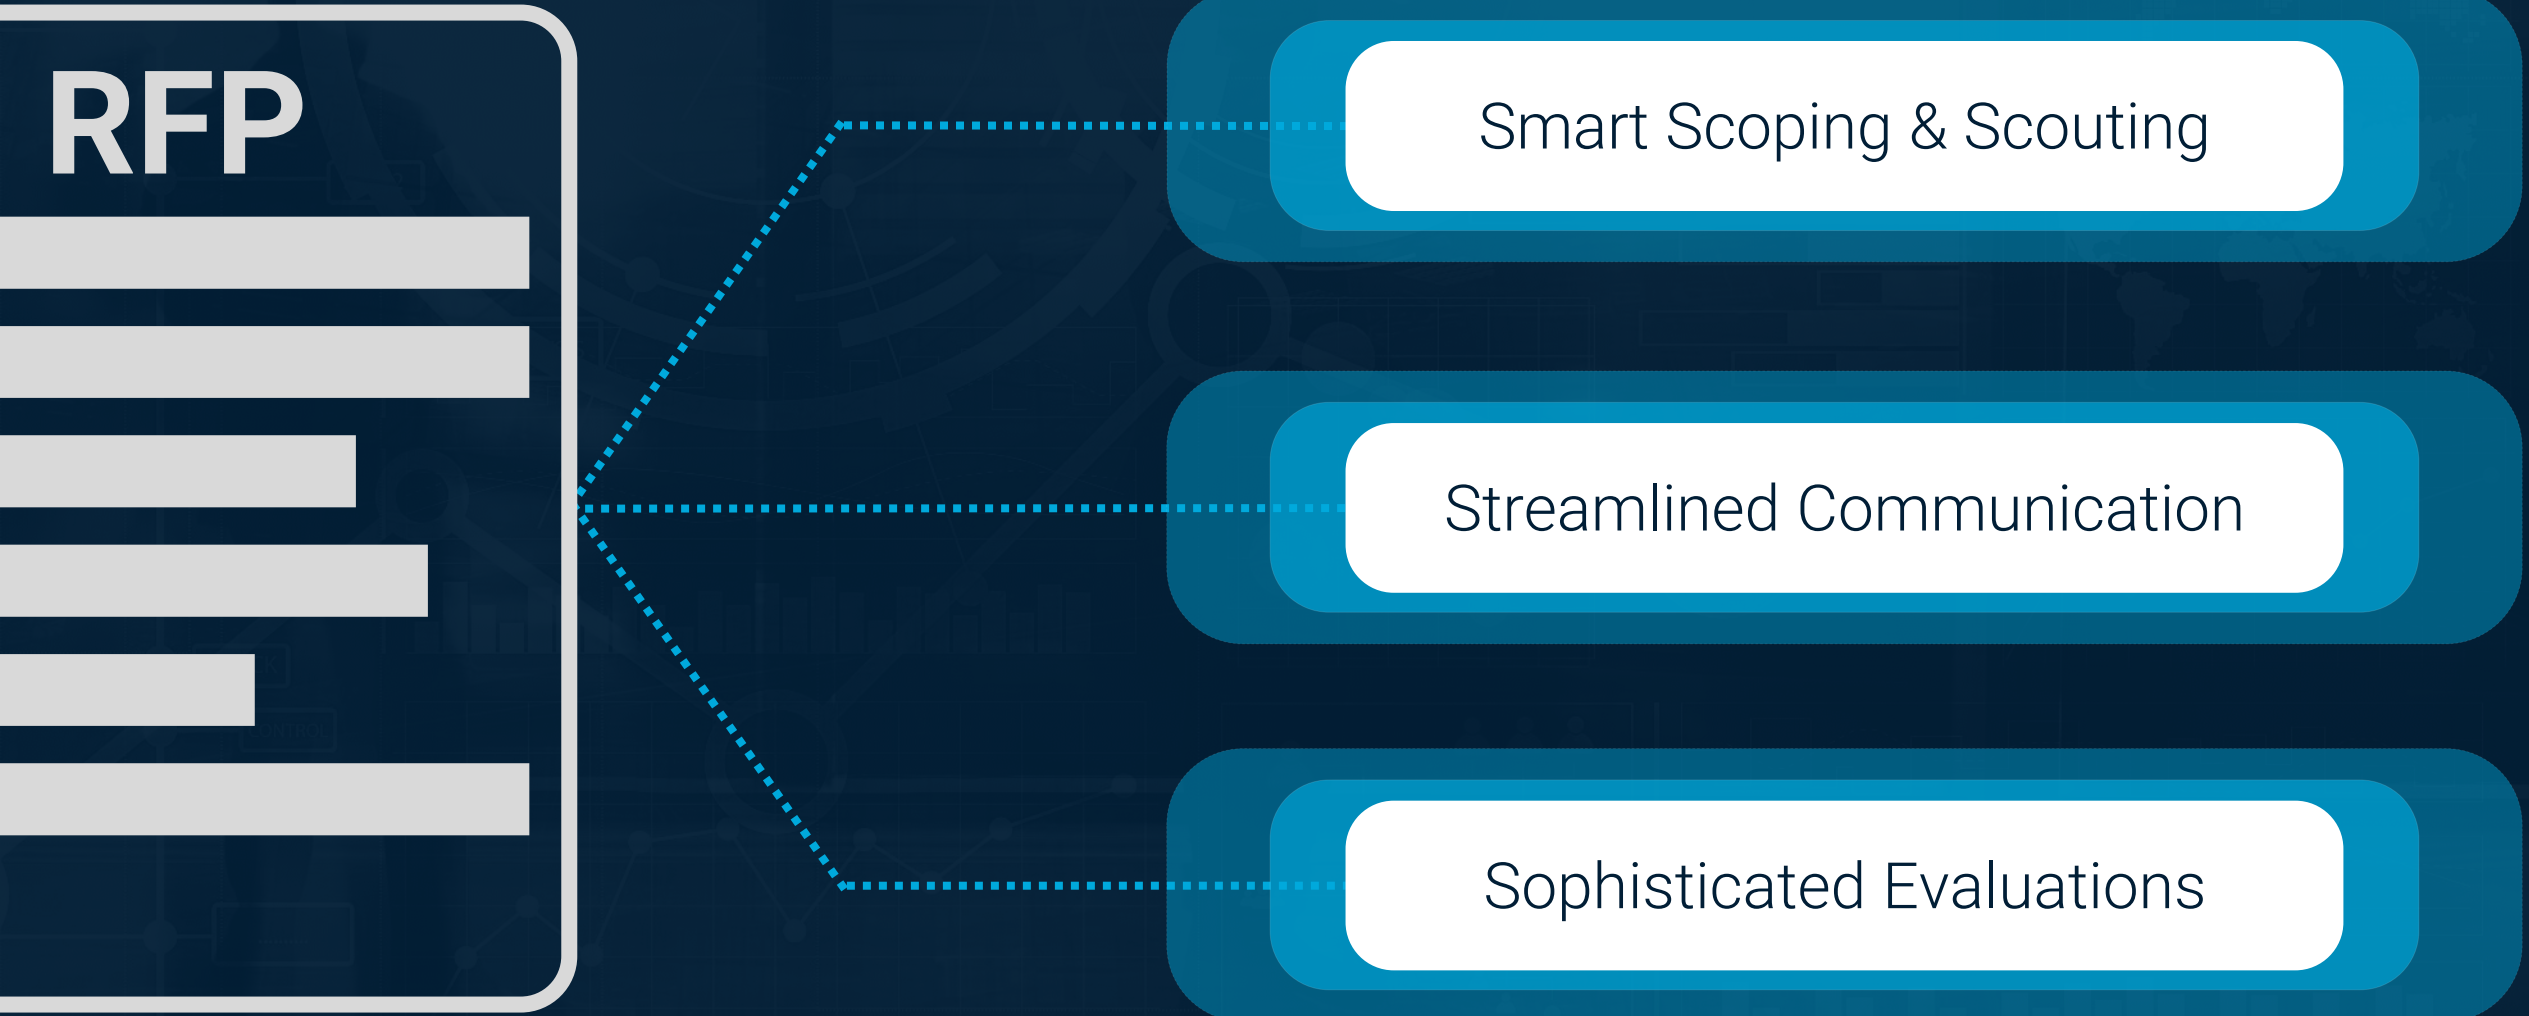 RFP
Smart Scoping & Scouting
Streamlined Communication
Sophisticated Evaluations